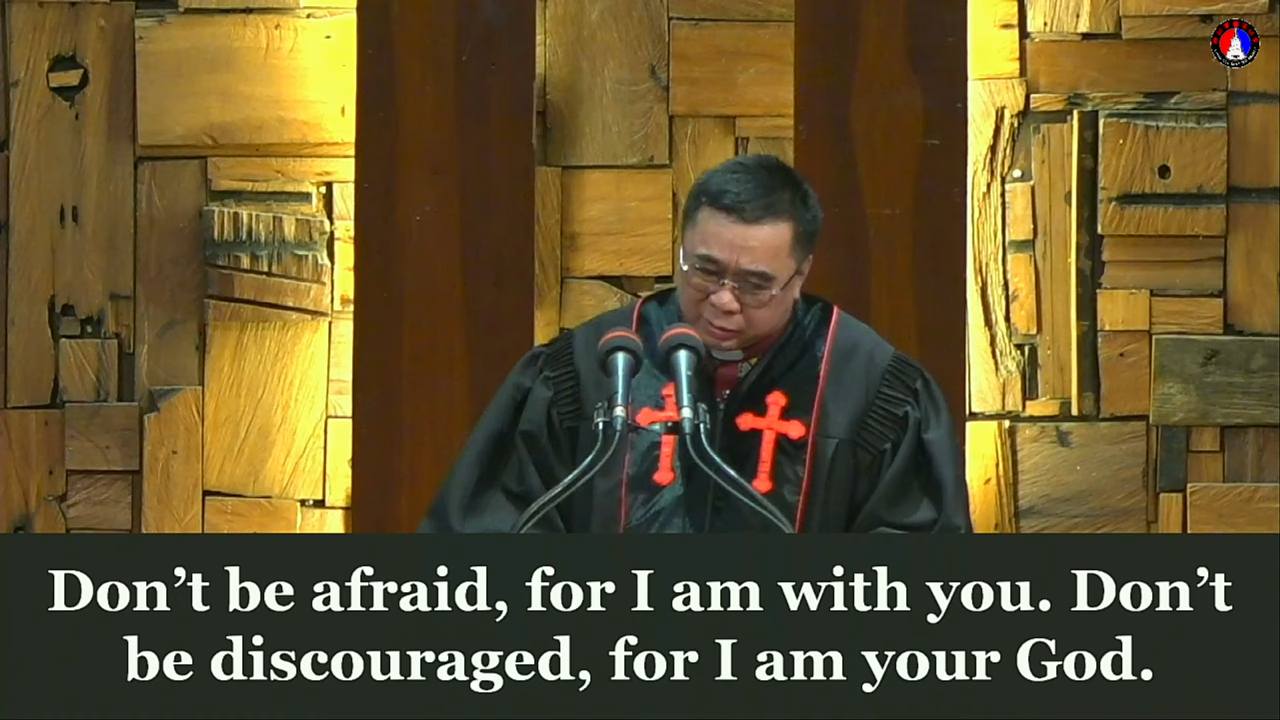 Don’t be afraid, for I am with you. Don’t
be discouraged, for I am your God.